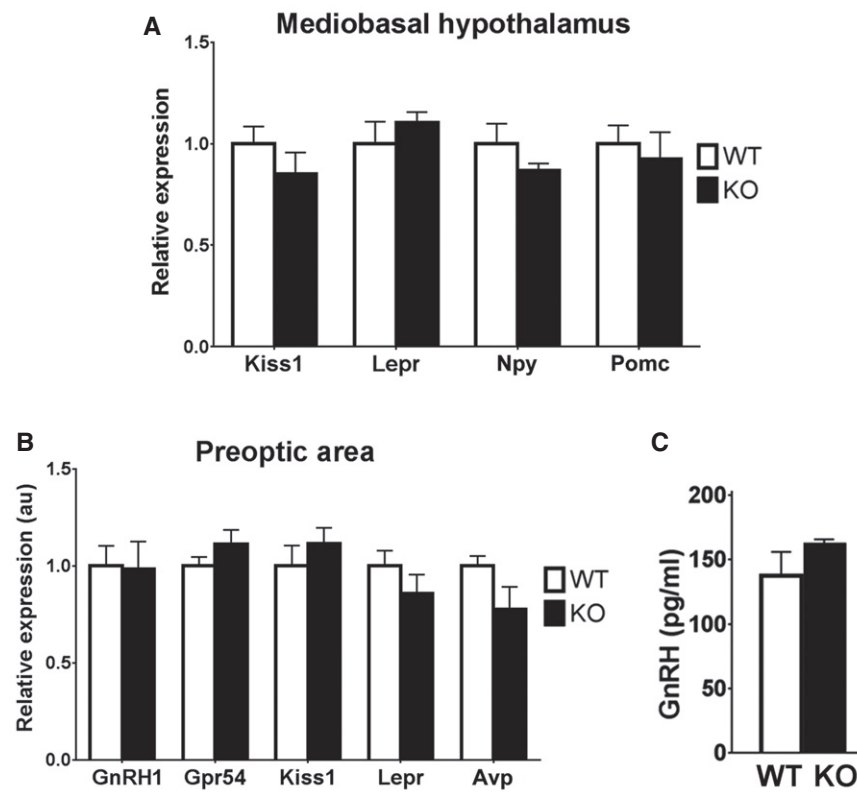 A
Mediobasal hypothalamus
Relative expression
1.5
1.0
0.5
0.0
Kiss1 Lepr Npy Pomc
WT
KO
B
Preoptic area
Relative expression (au)
1.5
1.0
0.5
0.0
GnRH1 Gpr54 Kiss1 Lepr Avp
WT
KO
C
GnRH (pg/ml)
200
150
100
50
0
WT KO